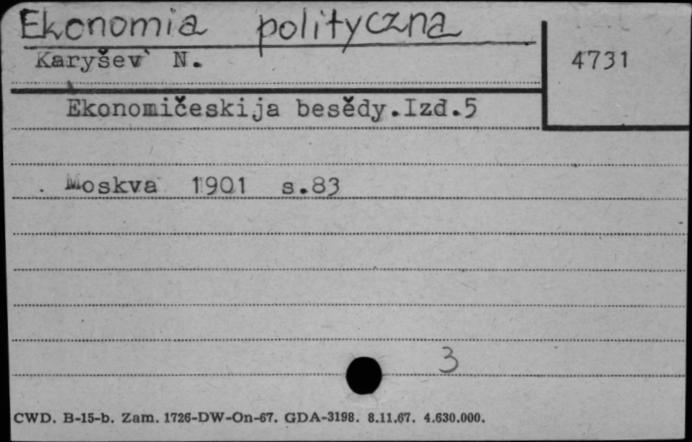 Ekonomia polityczna
Karyšev` N.
4731
Ekonomičeskija besědy.Izd.5
Moskva 1901 s.83
3
CWD. B-15-b. Zam. 1726-DW-On-67. GDA-3198. 8.11.67. 4.630.000.